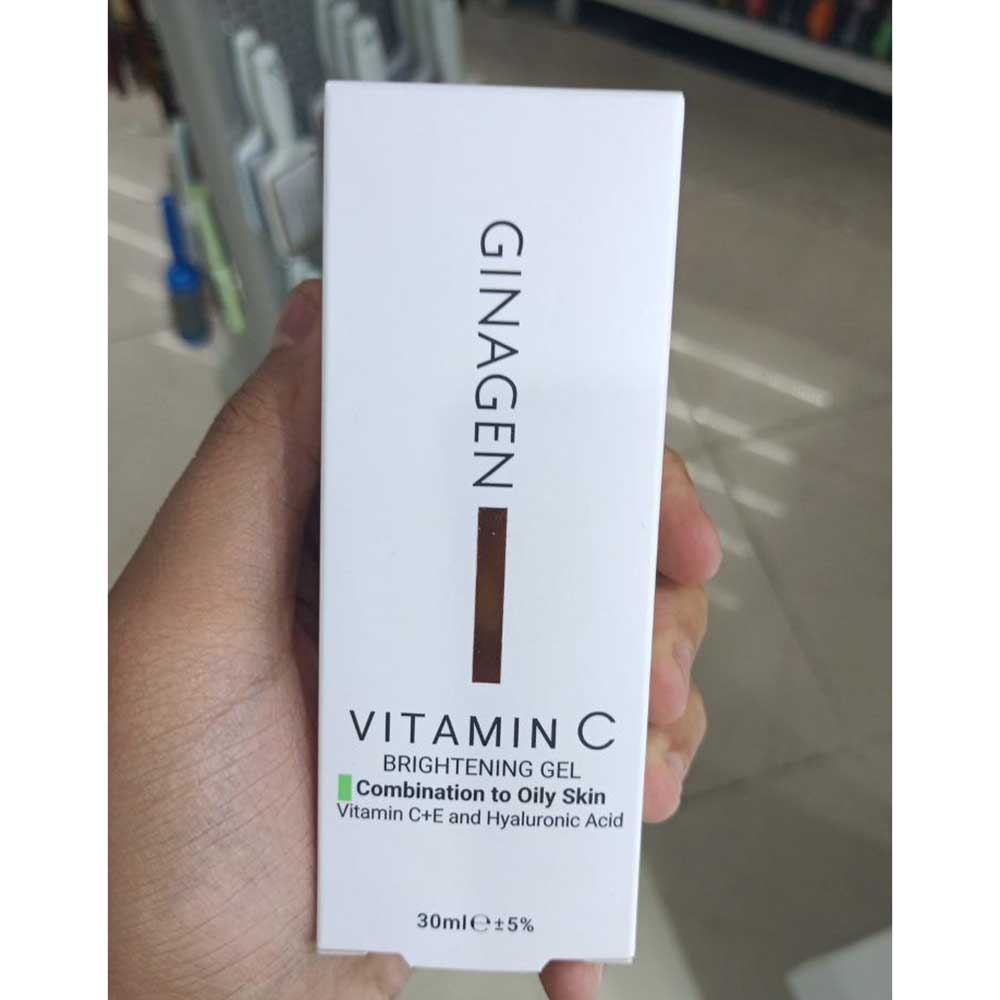 GINAGEN
VITAMIN C
BRIGHTENING GEL
Combination to Oily Skin
Vitamin C+E and Hyaluronic Acid
30ml℮±5%